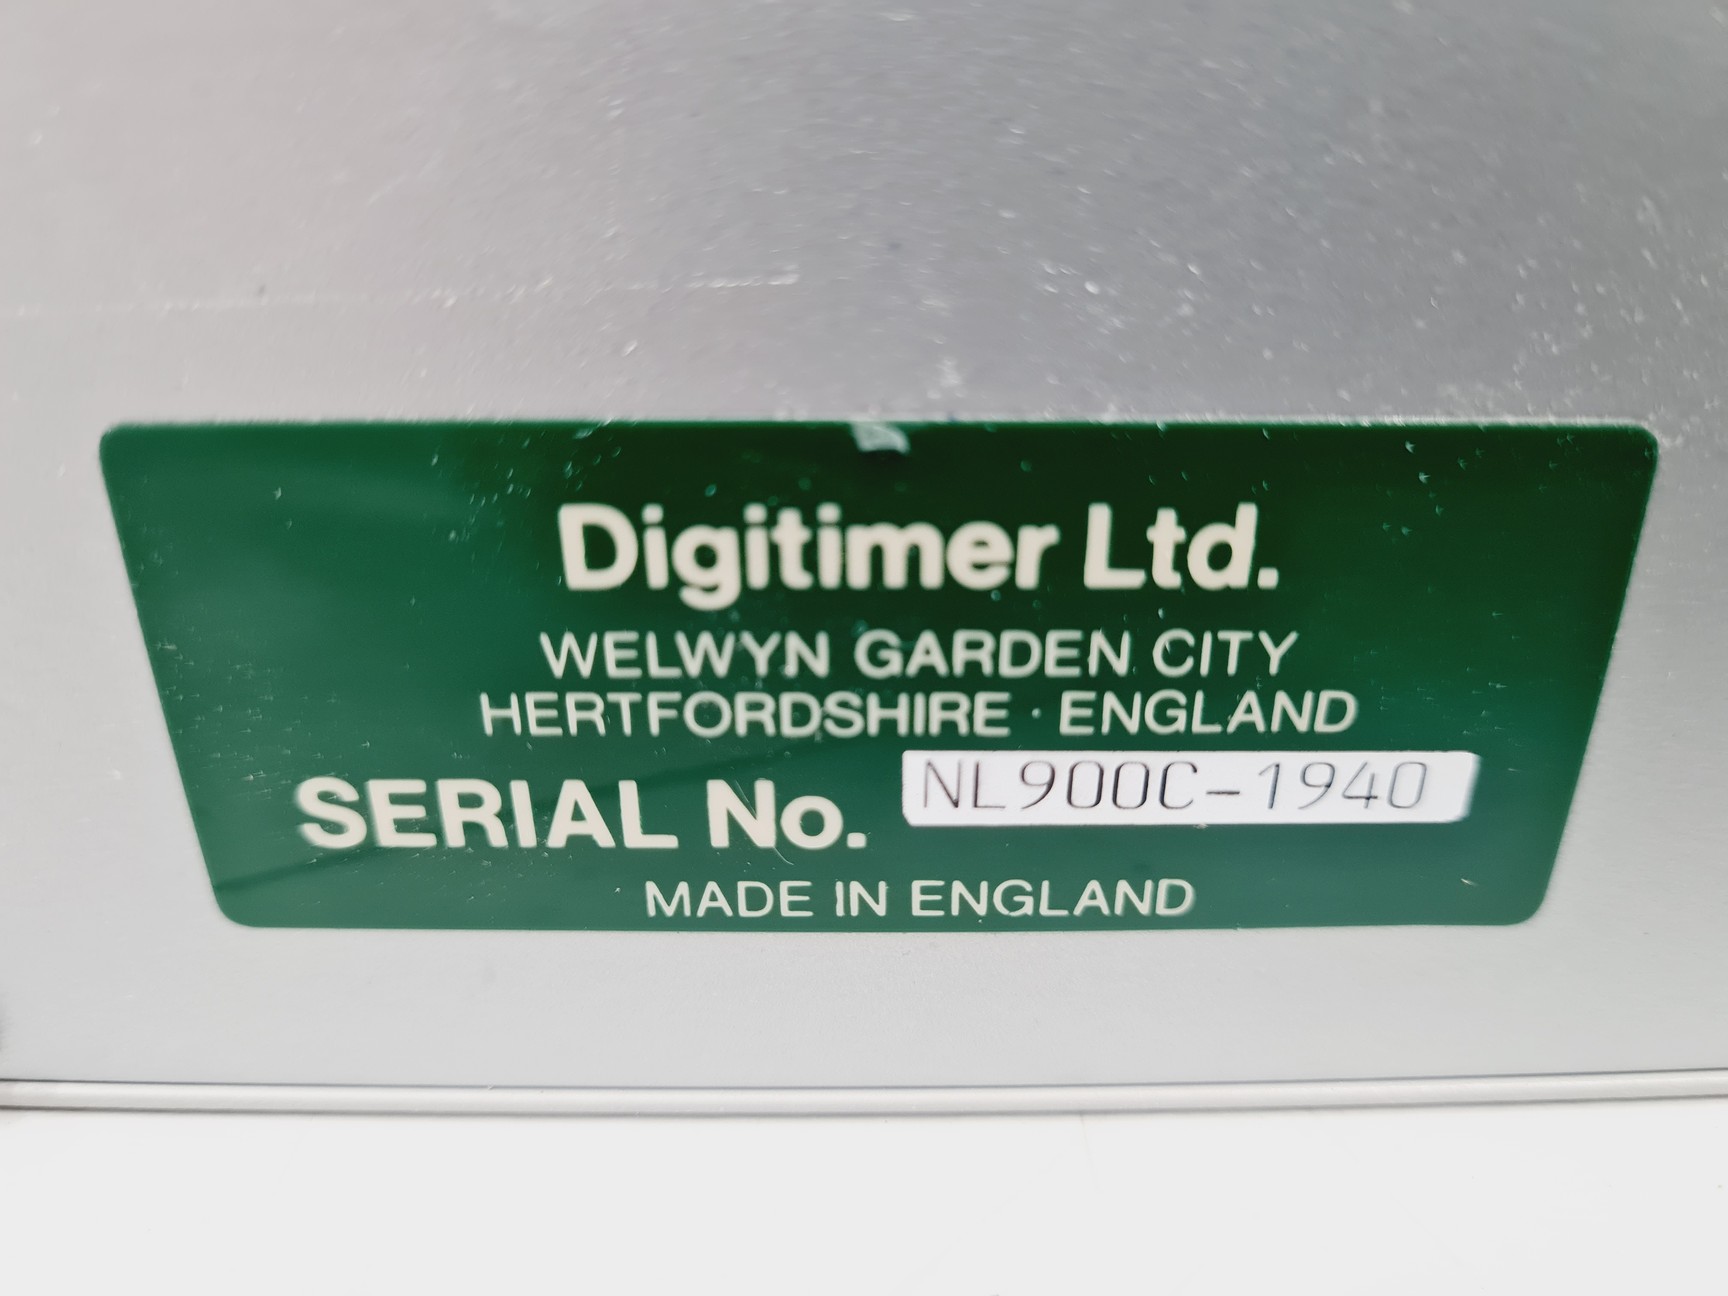 Digitimer Ltd.
WELWYN GARDEN CITY
HERTFORDSHIRE · ENGLAND
SERIAL No. NL900C-1940
MADE IN ENGLAND